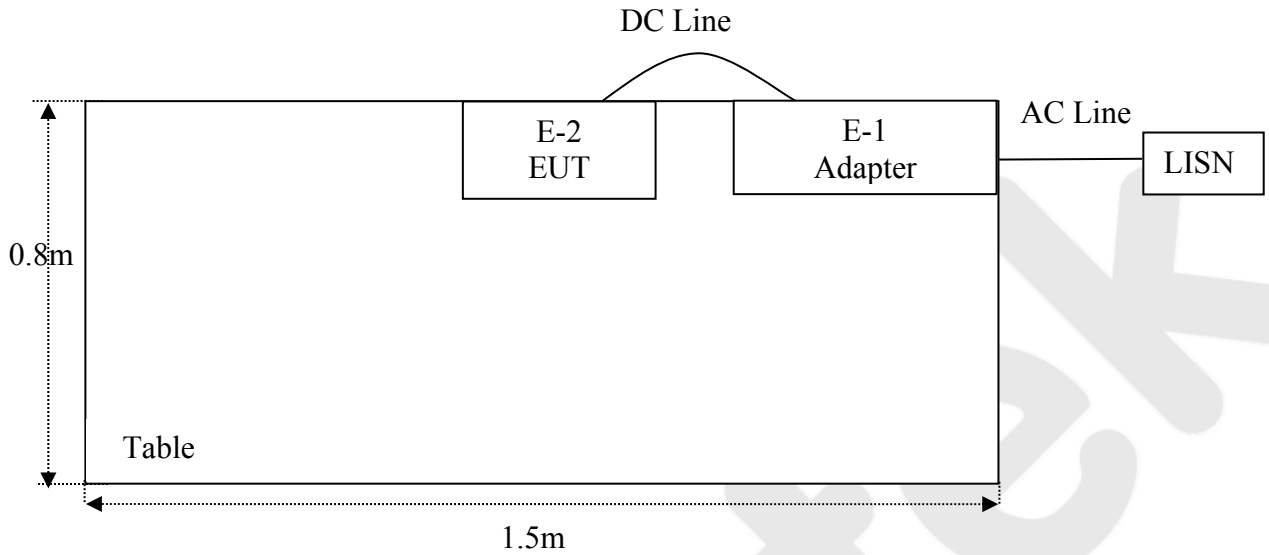 DC Line
E-2
EUT
E-1
Adapter
AC Line
LISN
0.8m
Table
1.5m